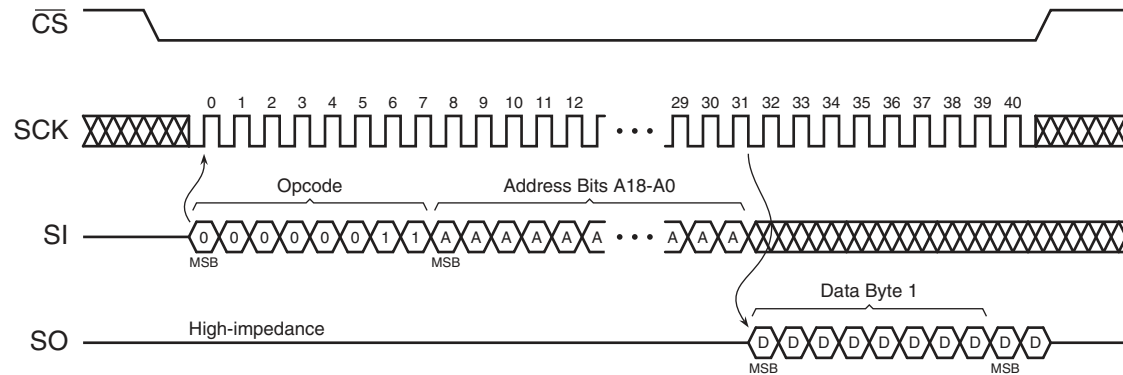 CS
0 1 2 3 4 5 6 7 8 9 10 11 12 29 30 31 32 33 34 35 36 37 38 39 40
SCK
Opcode Address Bits A18-A0
SI 0 0 0 0 0 0 1 1 A A A A A A A A A
MSB MSB
Data Byte 1
SO High-impedance D D D D D D D D D D
MSB MSB